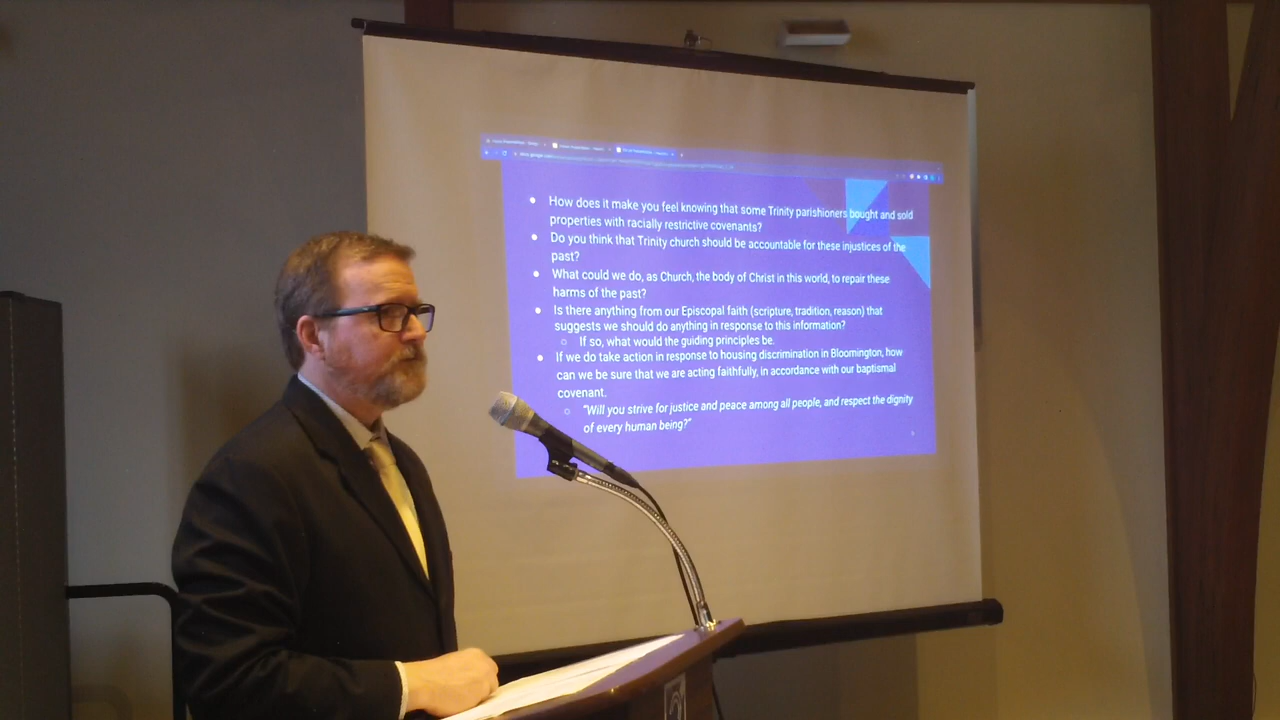 How does it make you feel knowing that some Trinity parishioners bought and sold
properties with racially restrictive covenants?
Do you think that Trinity church should be accountable for these injustices of the
past?
What could we do, as Church, the body of Christ in this world, to repair these
harms of the past?
Is there anything from our Episcopal faith (scripture, tradition, reason) that
suggests we should do anything in response to this information?
If so, what would the guiding principles be.
If we do take action in response to housing discrimination in Bloomington, how
can we be sure that we are acting faithfully, in accordance with our baptismal
covenant.
"Will you strive for justice and peace among all people, and respect the dignity
of every human being?"